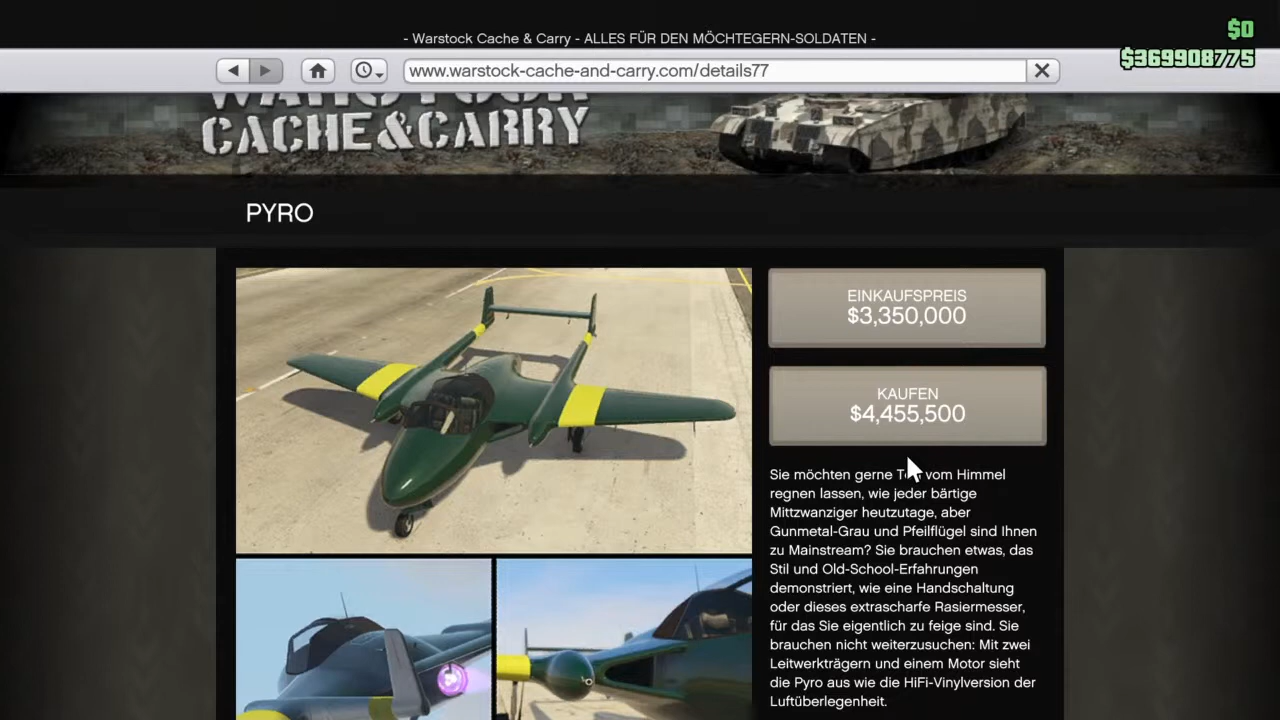 - Warstock Cache & Carry - ALLES FÜR DEN MÖCHTEGERN-SOLDATEN -
$0
$369908775
www.warstock-cache-and-carry.com/details77
CACHE&CARRY
PYRO
EINKAUFSPREIS
$3,350,000
KAUFEN
$4,455,500
Sie möchten gerne vom Himmel
regnen lassen, wie jeder bärtige
Mittzwanziger heutzutage, aber
Gunmetal-Grau und Pfeilflügel sind Ihnen
zu Mainstream? Sie brauchen etwas, das
Stil und Old-School-Erfahrungen
demonstriert, wie eine Handschaltung
oder dieses extrascharfe Rasiermesser,
für das Sie eigentlich zu feige sind. Sie
brauchen nicht weiterzusuchen: Mit zwei
Leitwerkträgern und einem Motor sieht
die Pyro aus wie die HiFi-Vinylversion der
Luftüberlegenheit.